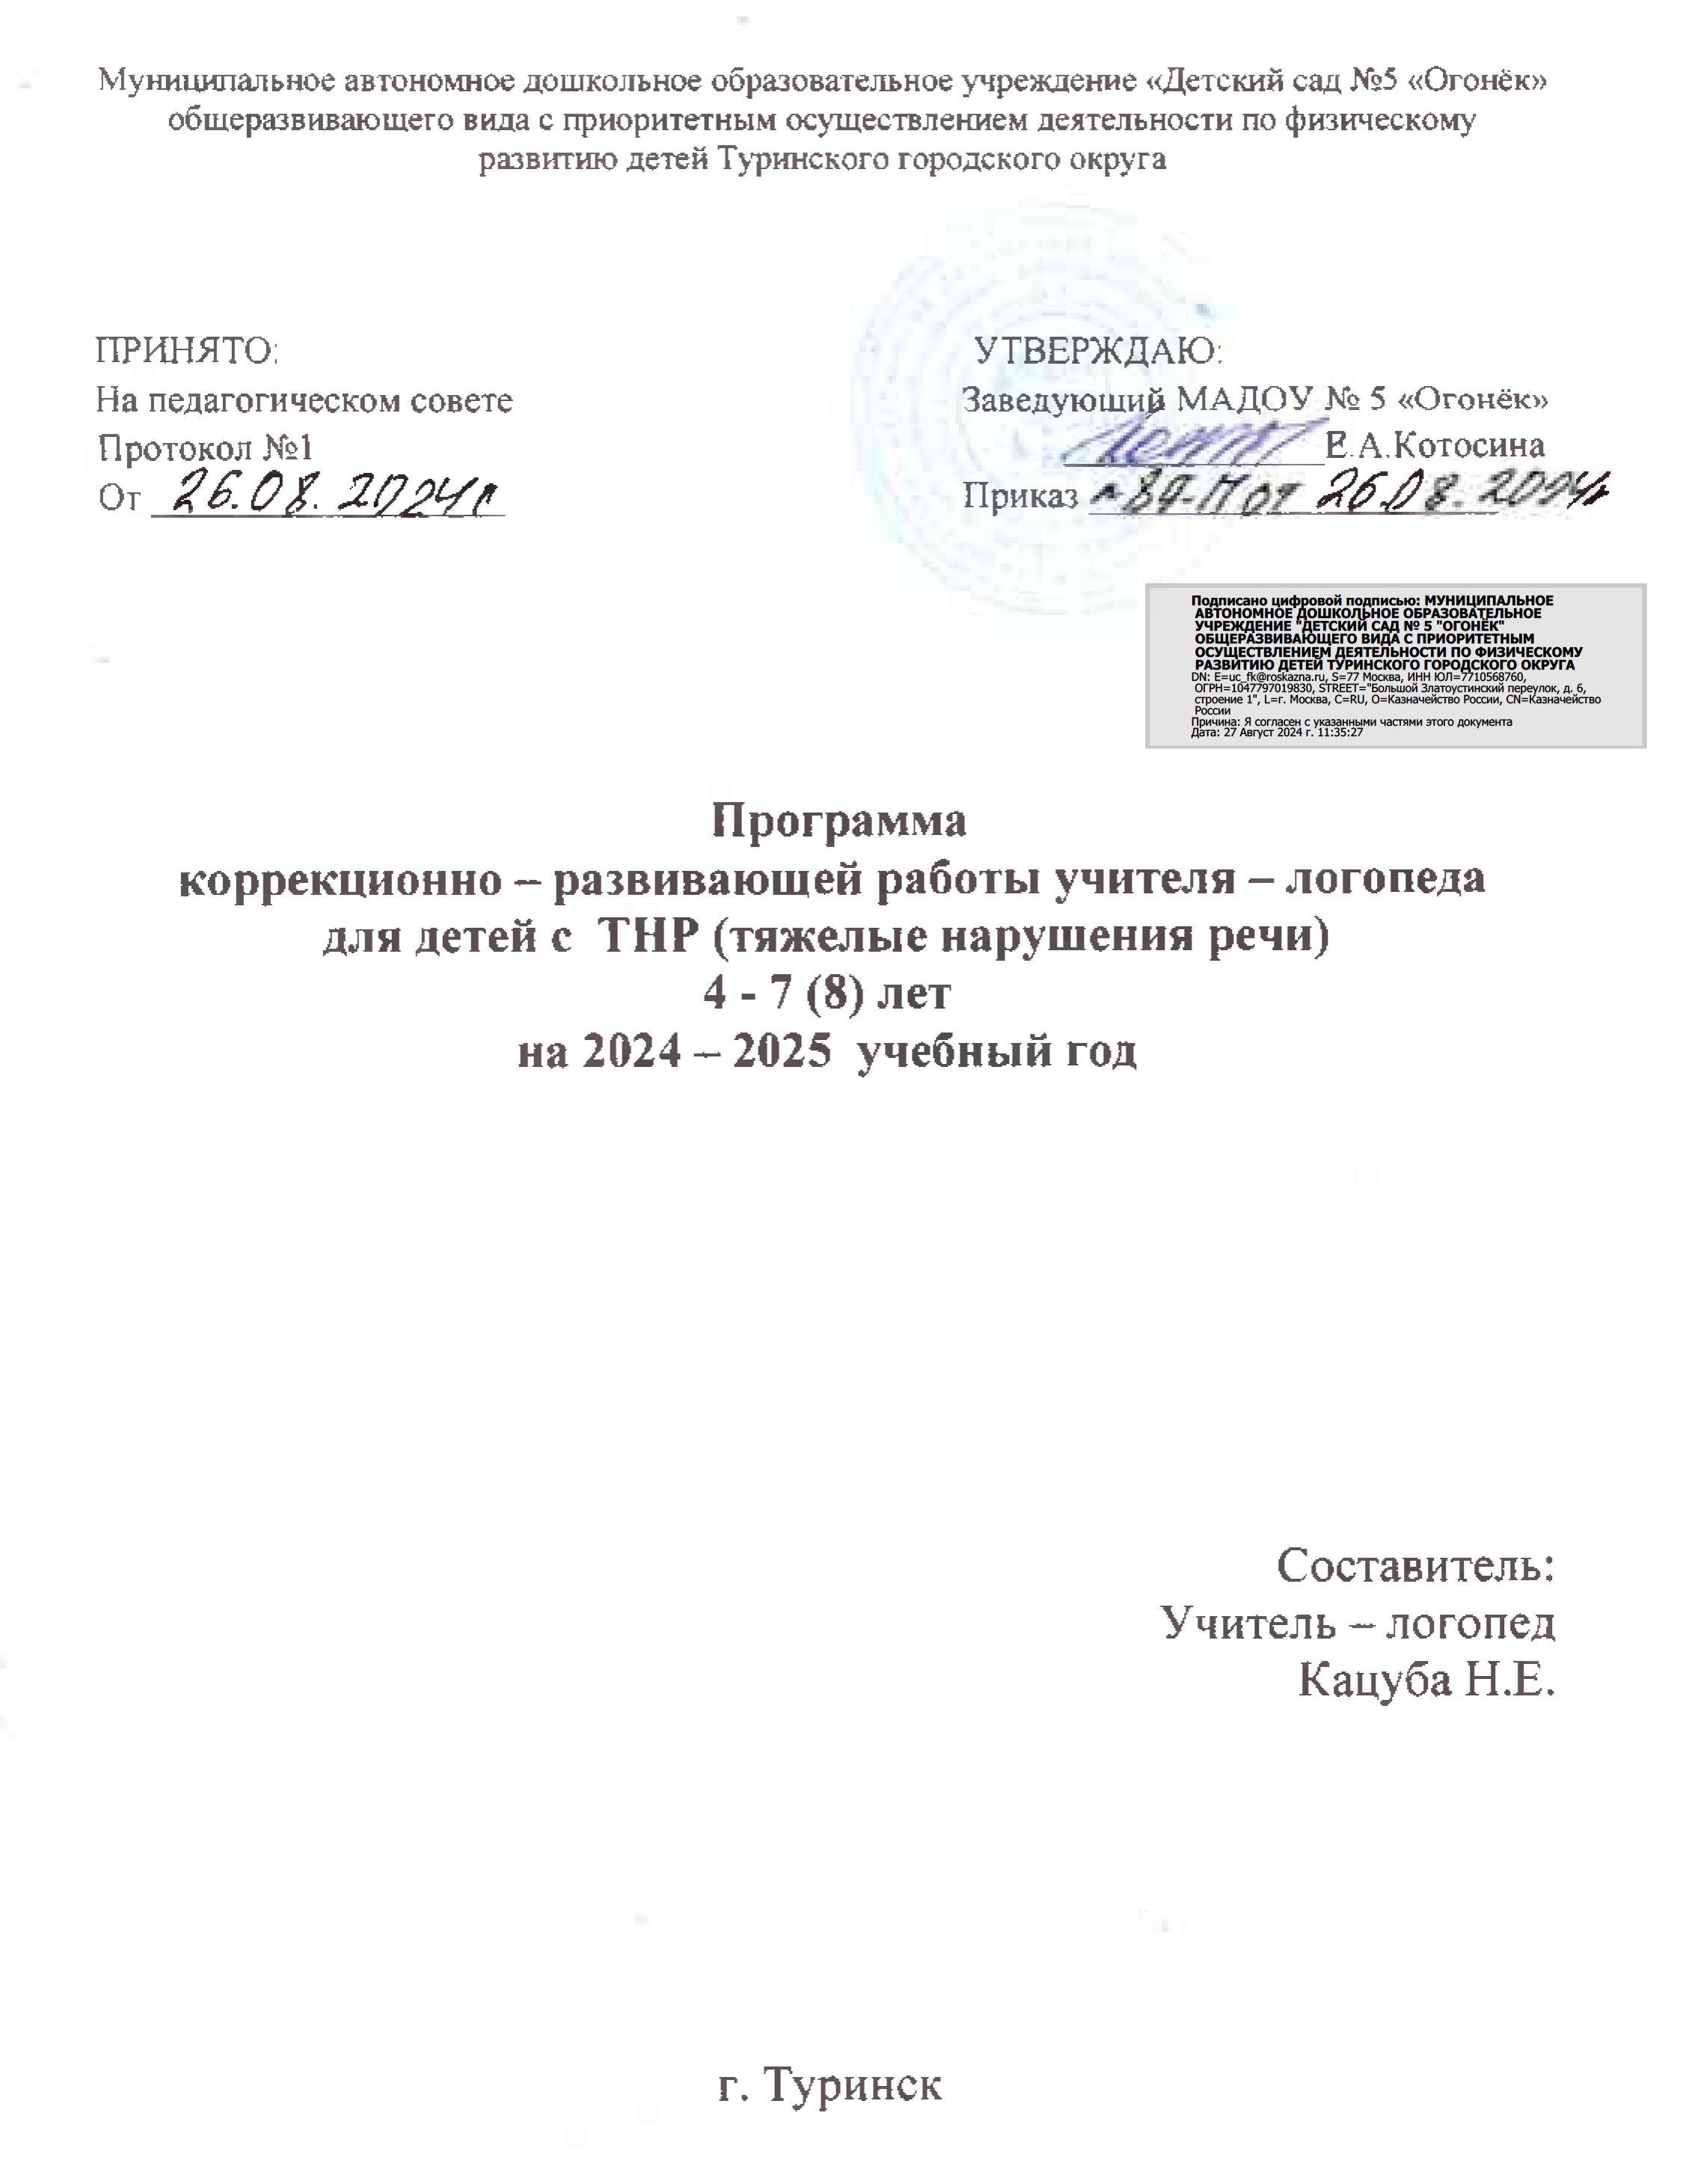 Муниципальное автономное дошкольное образовательное учреждение «Детский сад №5 «Огонёк»
общеразвивающего вида с приоритетным осуществлением деятельности по физическому
развитию детей Туринского городского округа
ПРИНЯТО:
На педагогическом совете
Протокол №1
От 26.08.2024г
УТВЕРЖДАЮ:
Заведующий МАДОУ № 5 «Огонёк»
Е.А.Котосина
Приказ № 89-П от 26.08.2024г
Подписано цифровой подписью: МУНИЦИПАЛЬНОЕ
АВТОНОМНОЕ ДОШКОЛЬНОЕ ОБРАЗОВАТЕЛЬНОЕ
УЧРЕЖДЕНИЕ "ДЕТСКИЙ САД № 5 "ОГОНЁК"
ОБЩЕРАЗВИВАЮЩЕГО ВИДА С ПРИОРИТЕТНЫМ
ОСУЩЕСТВЛЕНИЕМ ДЕЯТЕЛЬНОСТИ ПО ФИЗИЧЕСКОМУ
РАЗВИТИЮ ДЕТЕЙ ТУРИНСКОГО ГОРОДСКОГО ОКРУГА
DN: E=uc_fk@roskazna.ru, S=77 Москва, ИНН ЮЛ=7710568760,
ОГРН=1047797019830, STREET="Большой Златоустинский переулок, д. 6,
строение 1", L=г. Москва, C=RU, O=Казначейство России, CN=Казначейство
России
Причина: Я согласен с указанными частями этого документа
Дата: 27 Август 2024 г. 11:35:27
Программа
коррекционно – развивающей работы учителя – логопеда
для детей с ТНР (тяжелые нарушения речи)
4 - 7 (8) лет
на 2024 – 2025 учебный год
Составитель:
Учитель – логопед
Кацуба Н.Е.
г. Туринск